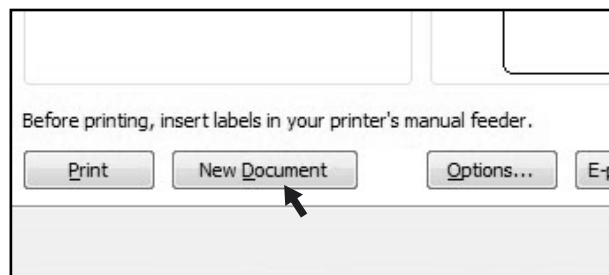 Before printing, insert labels in your printer's manual feeder.
Print New Document Options... E-